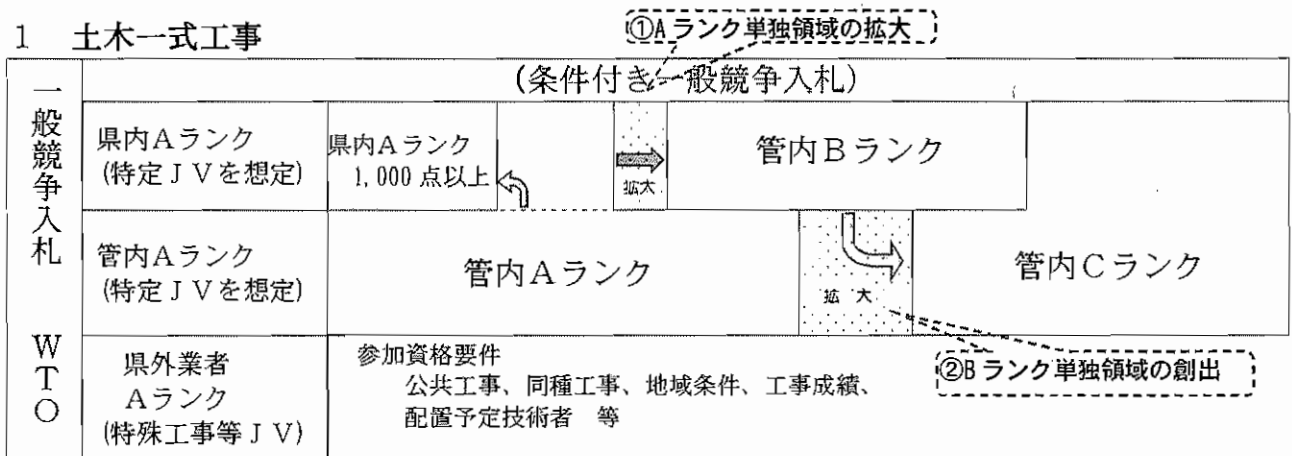 1 土木一式工事
①Aランク単独領域の拡大
一般競争入札 WTO
(条件付き一般競争入札)
県内Aランク
(特定JVを想定)
県内Aランク
1,000点以上
拡大
管内Bランク
管内Aランク
(特定JVを想定)
管内Aランク
拡大
管内Cランク
県外業者
Aランク
(特殊工事等JV)
参加資格要件
公共工事、同種工事、地域条件、工事成績、
配置予定技術者 等
②Bランク単独領域の創出